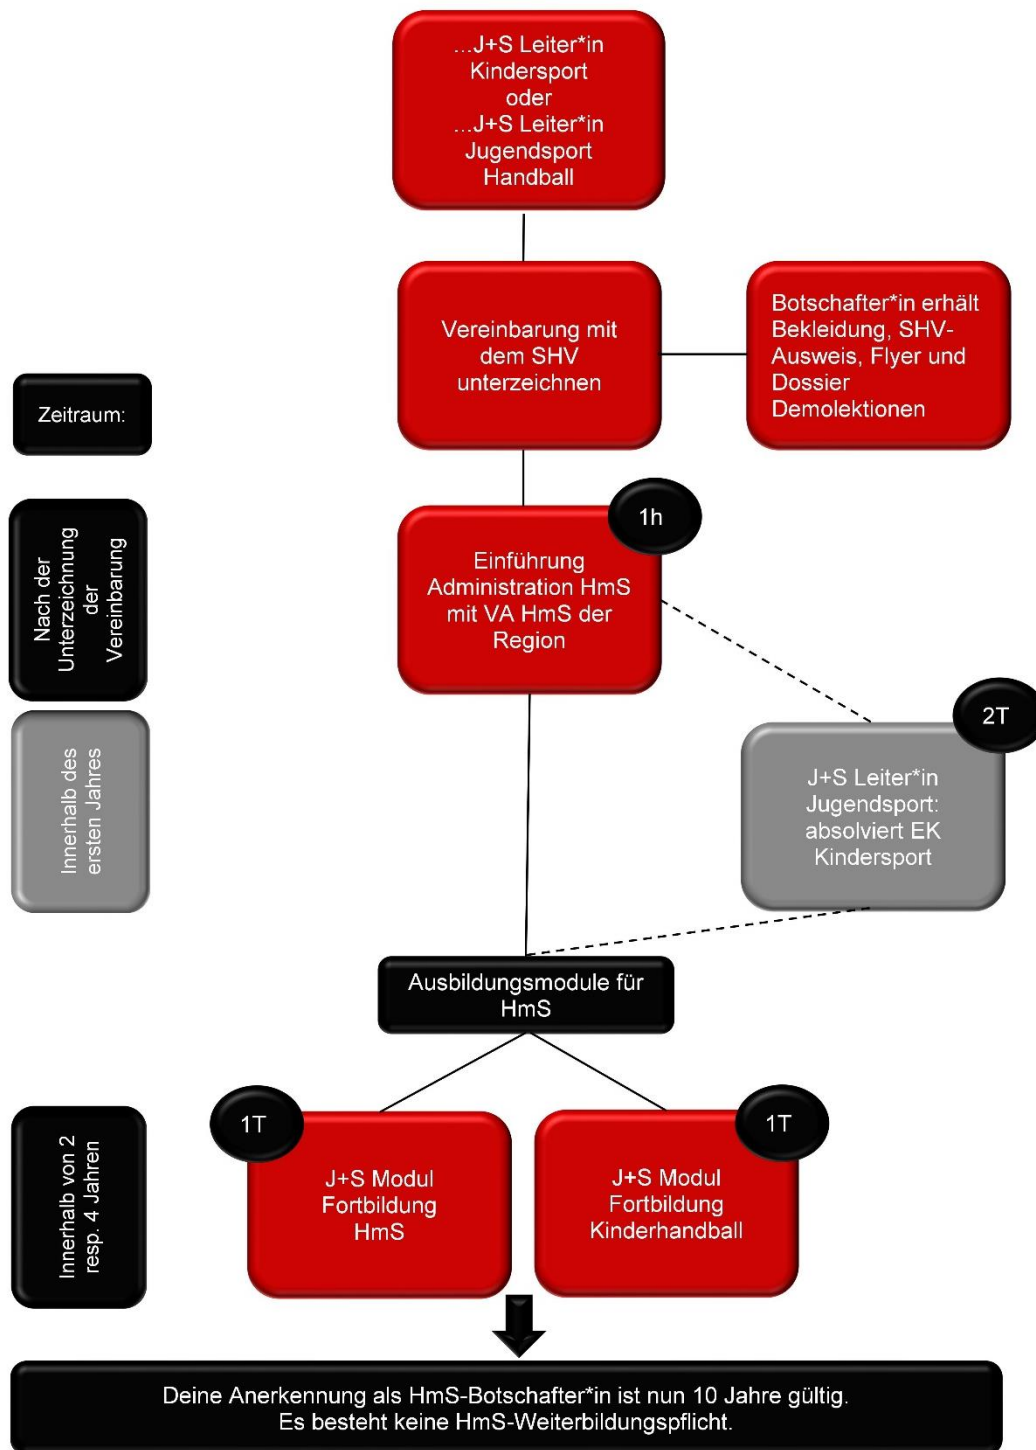 ...J+S Leiter*in
Kindersport
oder
...J+S Leiter*in
Jugendsport
Handball
Vereinbarung mit
dem SHV
unterzeichnen
Botschafter*in erhält
Bekleidung, SHV-
Ausweis, Flyer und
Dossier
Demolektionen
Zeitraum:
Nach der
Unterzeichnung
der
Vereinbarung
1h
Einführung
Administration HmS
mit VA HmS der
Region
Innerhalb des
ersten Jahres
2T
J+S Leiter*in
Jugendsport:
absolviert EK
Kindersport
Ausbildungsmodule für
HmS
Innerhalb von 2
resp. 4 Jahren
1T
J+S Modul
Fortbildung
HmS
1T
J+S Modul
Fortbildung
Kinderhandball
Deine Anerkennung als HmS-Botschafter*in ist nun 10 Jahre gültig.
Es besteht keine HmS-Weiterbildungspflicht.